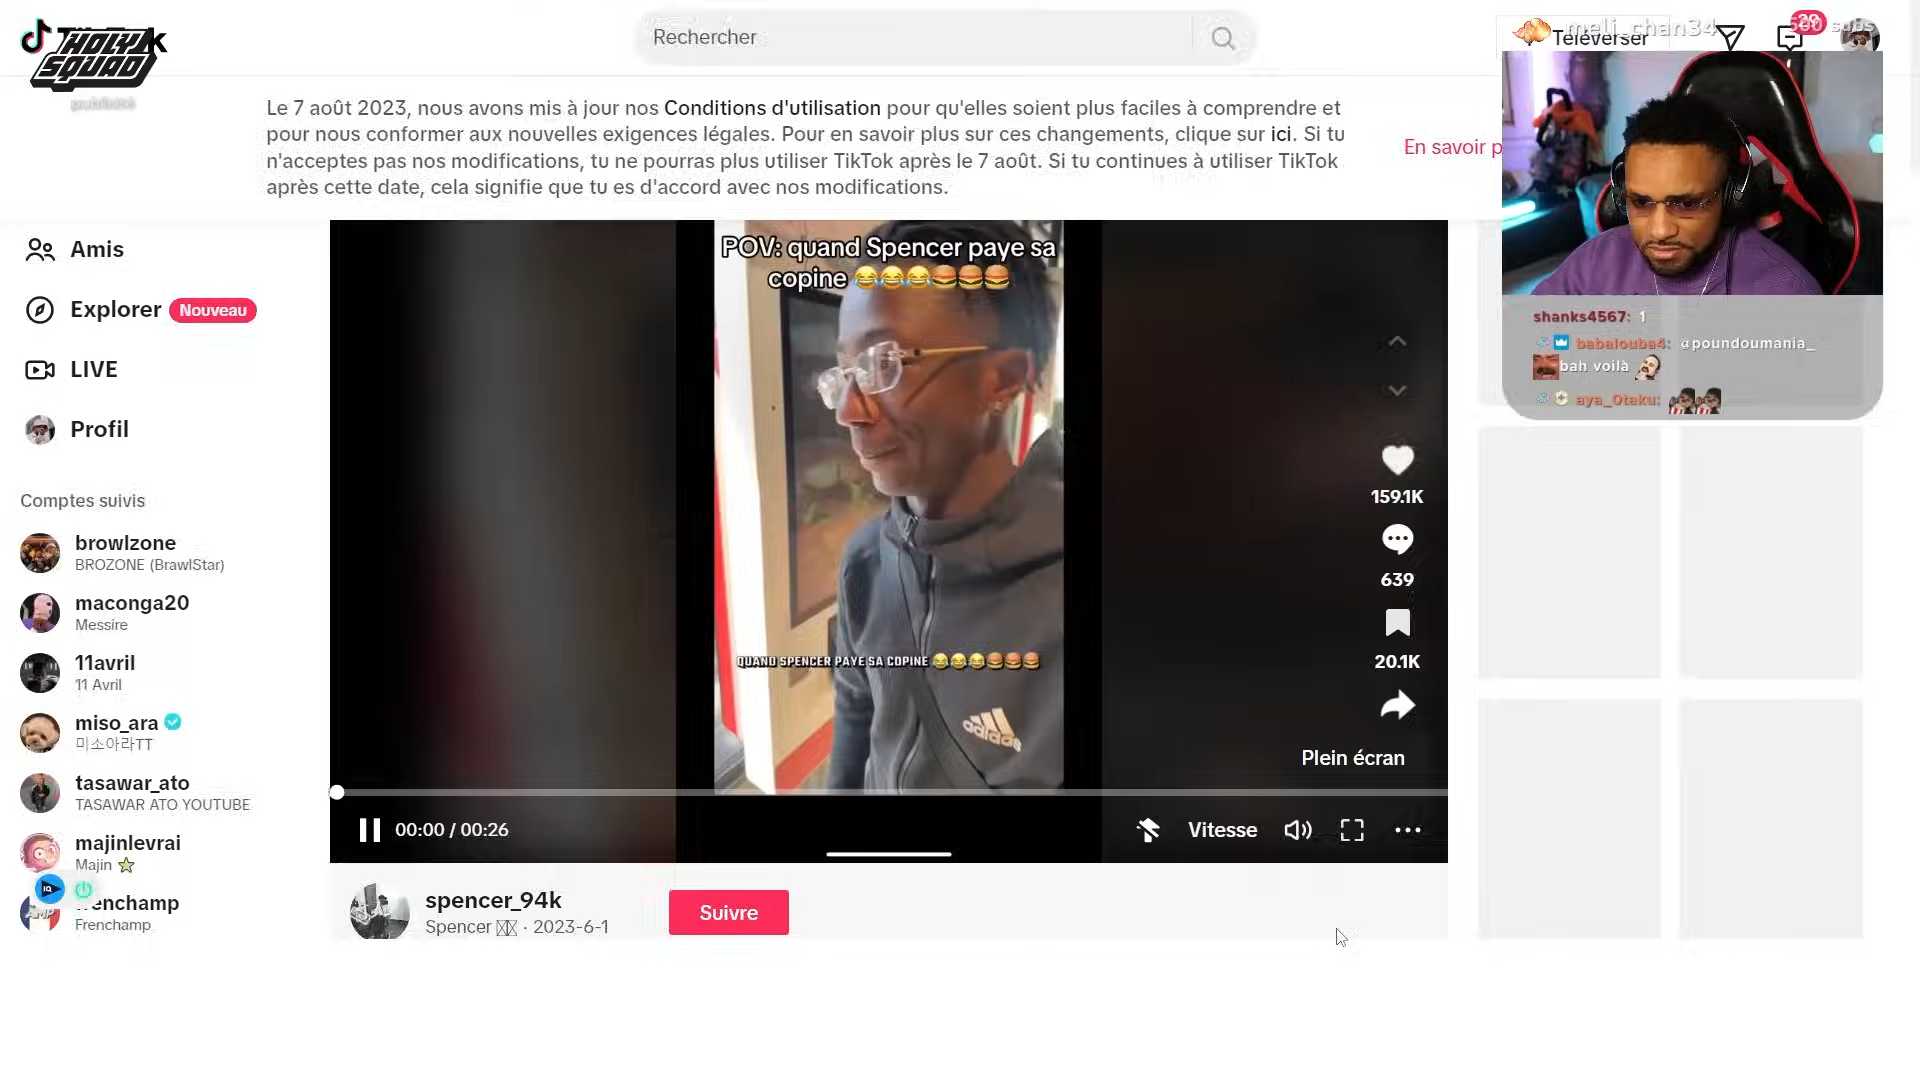 HOLY SQUAD
publicité
Rechercher
meli_chan34
Téléverser
29
Le 7 août 2023, nous avons mis à jour nos Conditions d'utilisation pour qu'elles soient plus faciles à comprendre et
pour nous conformer aux nouvelles exigences légales. Pour en savoir plus sur ces changements, clique sur ici. Si tu
n'acceptes pas nos modifications, tu ne pourras plus utiliser TikTok après le 7 août. Si tu continues à utiliser TikTok
après cette date, cela signifie que tu es d'accord avec nos modifications.
En savoir p
Amis
Explorer Nouveau
LIVE
Profil
Comptes suivis
browlzone
BROZONE (BrawlStar)
maconga20
Messire
11avril
11 Avril
miso_ara
미소아라TT
tasawar_ato
TASAWAR ATO YOUTUBE
majinlevrai
Majin ⭐
frenchamp
Frenchamp
POV: quand Spencer paye sa
copine 😂😂😂🍔🍔🍔
QUAND SPENCER PAYE SA COPINE 😂😂😂🍔🍔🍔
adidas
159.1K
639
20.1K
Plein écran
00:00 / 00:26
Vitesse
spencer_94k
Spencer · 2023-6-1
Suivre
shanks4567: 1
babalouba4: @poundoumania_
bah voilà
aya_Otaku: